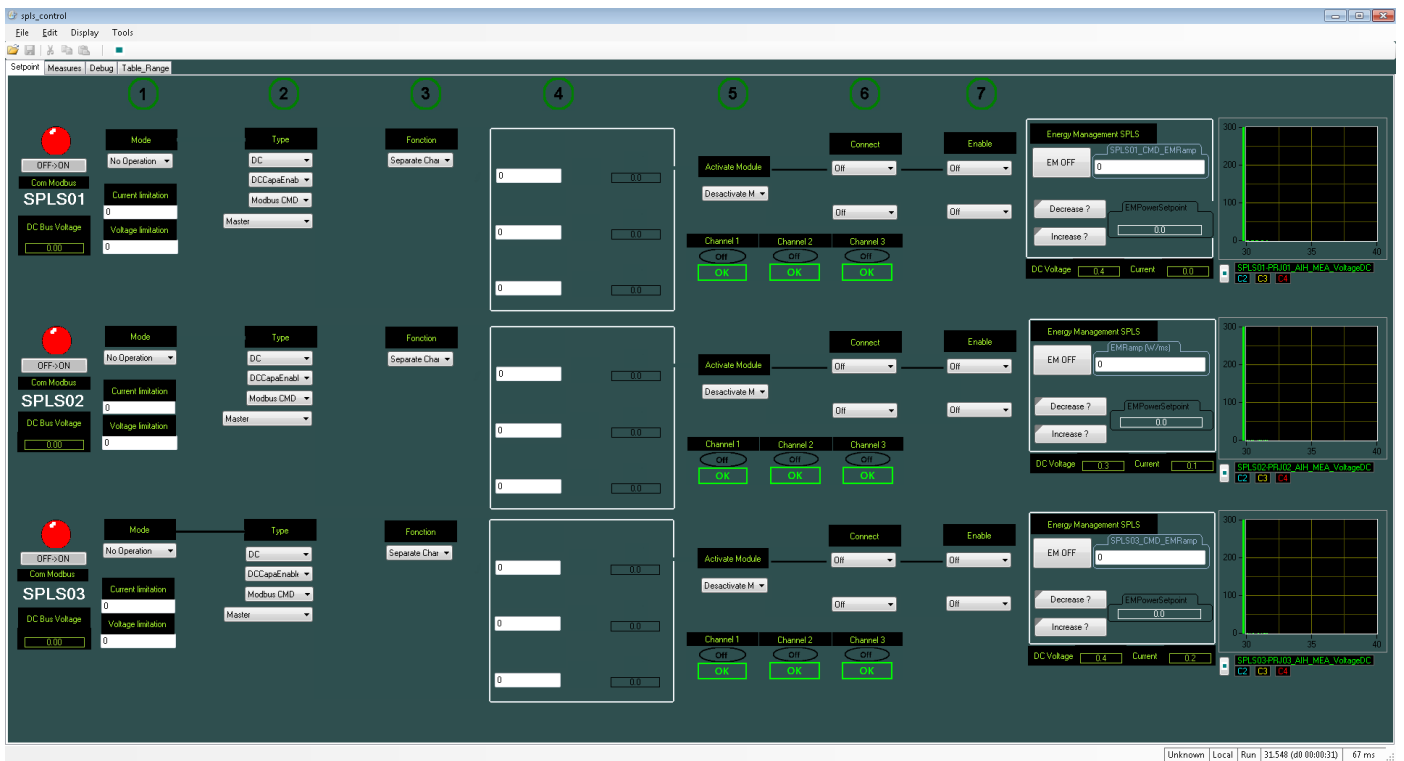 spls_control
File Edit Display Tools
Setpoint Measures Debug Table_Range
1 2 3 4 5 6 7
OFF->ON
Com Modbus
SPLS01
DC Bus Voltage
0.00
Mode
No Operation
Current limitation
0
Voltage limitation
0
Type
DC
DCCapaEnab
Modbus CMD
Master
Fonction
Separate Cha
0 0.0
0 0.0
0 0.0
Activate Module
Desactivate M
Connect
Off
Off
Enable
Off
Off
Channel 1 Channel 2 Channel 3
Off Off Off
OK OK OK
Energy Management SPLS
EM OFF
SPLS01_CMD_EMRamp
0
Decrease ?
Increase ?
EMPowerSetpoint
0.0
DC Voltage 0.4 Current 0.0
300
200
100
0
30 35 40
SPLS01-PRJ01_AIH_MEA_VoltageDC
C2 C3 C4
OFF->ON
Com Modbus
SPLS02
DC Bus Voltage
0.00
Mode
No Operation
Current limitation
0
Voltage limitation
0
Type
DC
DCCapaEnabl
Modbus CMD
Master
Fonction
Separate Cha
0 0.0
0 0.0
0 0.0
Activate Module
Desactivate M
Connect
Off
Off
Enable
Off
Off
Channel 1 Channel 2 Channel 3
Off Off Off
OK OK OK
Energy Management SPLS
EM OFF
EMRamp (W/ms)
0
Decrease ?
Increase ?
EMPowerSetpoint
0.0
DC Voltage 0.3 Current 0.1
300
200
100
0
30 35 40
SPLS02-PRJ02_AIH_MEA_VoltageDC
C2 C3 C4
OFF->ON
Com Modbus
SPLS03
DC Bus Voltage
0.00
Mode
No Operation
Current limitation
0
Voltage limitation
0
Type
DC
DCCapaEnable
Modbus CMD
Master
Fonction
Separate Char
0 0.0
0 0.0
0 0.0
Activate Module
Desactivate M
Connect
Off
Off
Enable
Off
Off
Channel 1 Channel 2 Channel 3
Off Off Off
OK OK OK
Energy Management SPLS
EM OFF
SPLS03_CMD_EMRamp
0
Decrease ?
Increase ?
EMPowerSetpoint
0.0
DC Voltage 0.4 Current 0.2
300
200
100
0
30 35 40
SPLS03-PRJ03_AIH_MEA_VoltageDC
C2 C3 C4
Unknown Local Run 31.548 (d0 00:00:31) 67 ms